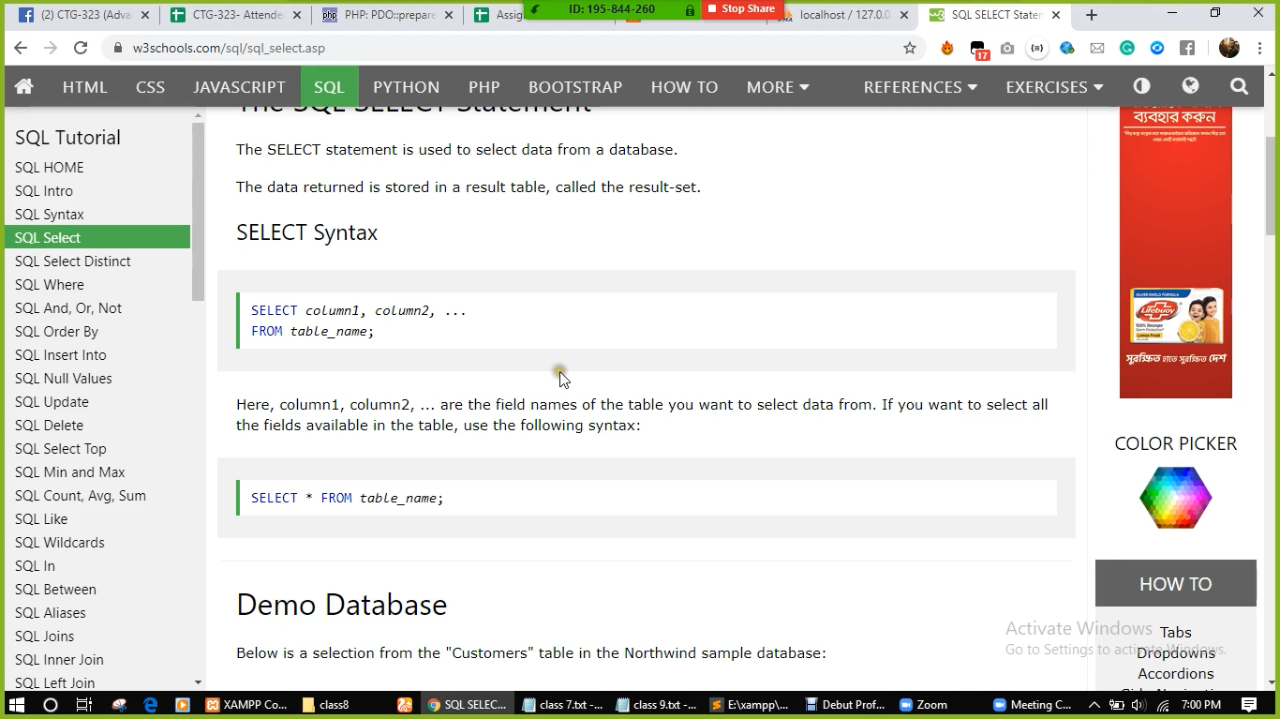 (2) CTG-323 (Adva
CTG-323- Attende
PHP: PDO::prepare
Assig
ID: 195-844-260
Stop Share
localhost / 127.0.0
SQL SELECT Stater
w3schools.com/sql/sql_select.asp
17
HTML
CSS
JAVASCRIPT
SQL
PYTHON
PHP
BOOTSTRAP
HOW TO
MORE
REFERENCES
EXERCISES
SQL Tutorial
SQL HOME
SQL Intro
SQL Syntax
SQL Select
SQL Select Distinct
SQL Where
SQL And, Or, Not
SQL Order By
SQL Insert Into
SQL Null Values
SQL Update
SQL Delete
SQL Select Top
SQL Min and Max
SQL Count, Avg, Sum
SQL Like
SQL Wildcards
SQL In
SQL Between
SQL Aliases
SQL Joins
SQL Inner Join
SQL Left Join
The SQL SELECT Statement
The SELECT statement is used to select data from a database.
The data returned is stored in a result table, called the result-set.
SELECT Syntax
SELECT column1, column2, ...
FROM table_name;
Here, column1, column2, ... are the field names of the table you want to select data from. If you want to select all
the fields available in the table, use the following syntax:
SELECT * FROM table_name;
Demo Database
Below is a selection from the "Customers" table in the Northwind sample database:
ব্যবহার করুন
Lifebuoy
সুরক্ষিত হাতে সুরক্ষিত দেশ
COLOR PICKER
HOW TO
Tabs
Dropdowns
Accordions
Activate Windows
Go to Settings to activate Windows.
XAMPP Co...
class8
SQL SELEC...
class 7.txt -...
class 9.txt -...
E:\xampp\...
Debut Prof...
Zoom
Meeting C...
7:00 PM